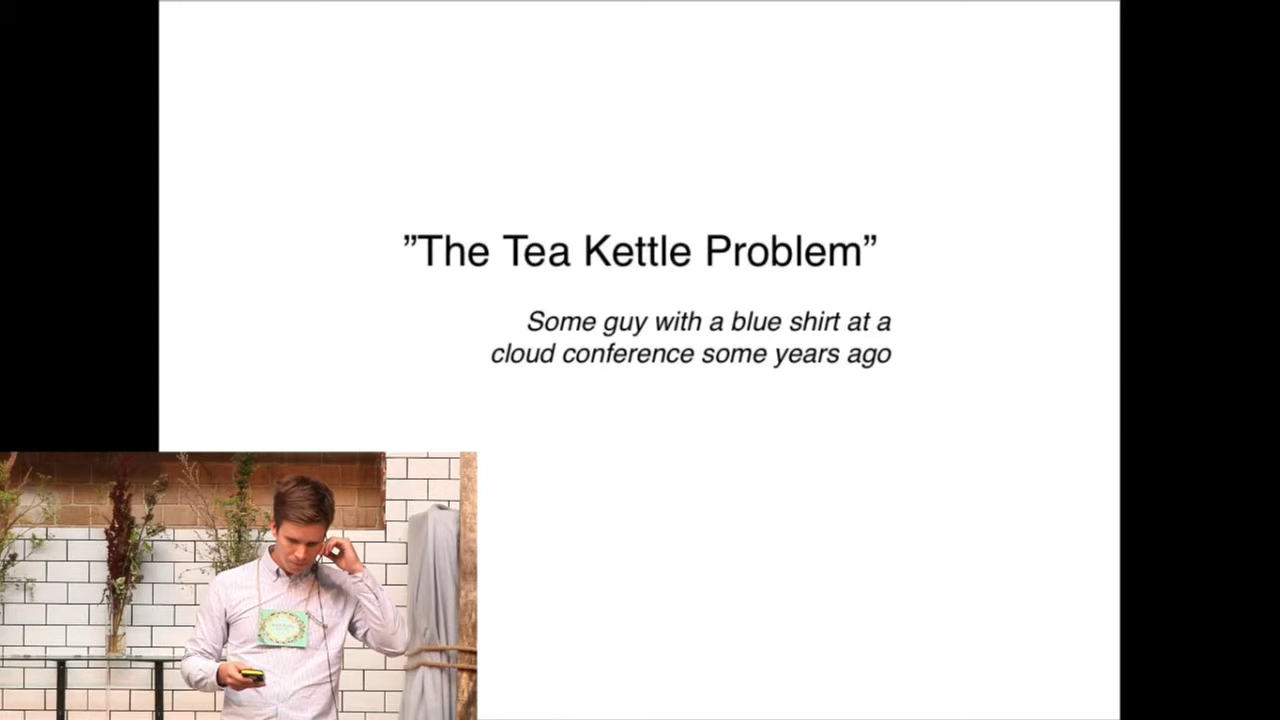 ”The Tea Kettle Problem”
Some guy with a blue shirt at a
cloud conference some years ago